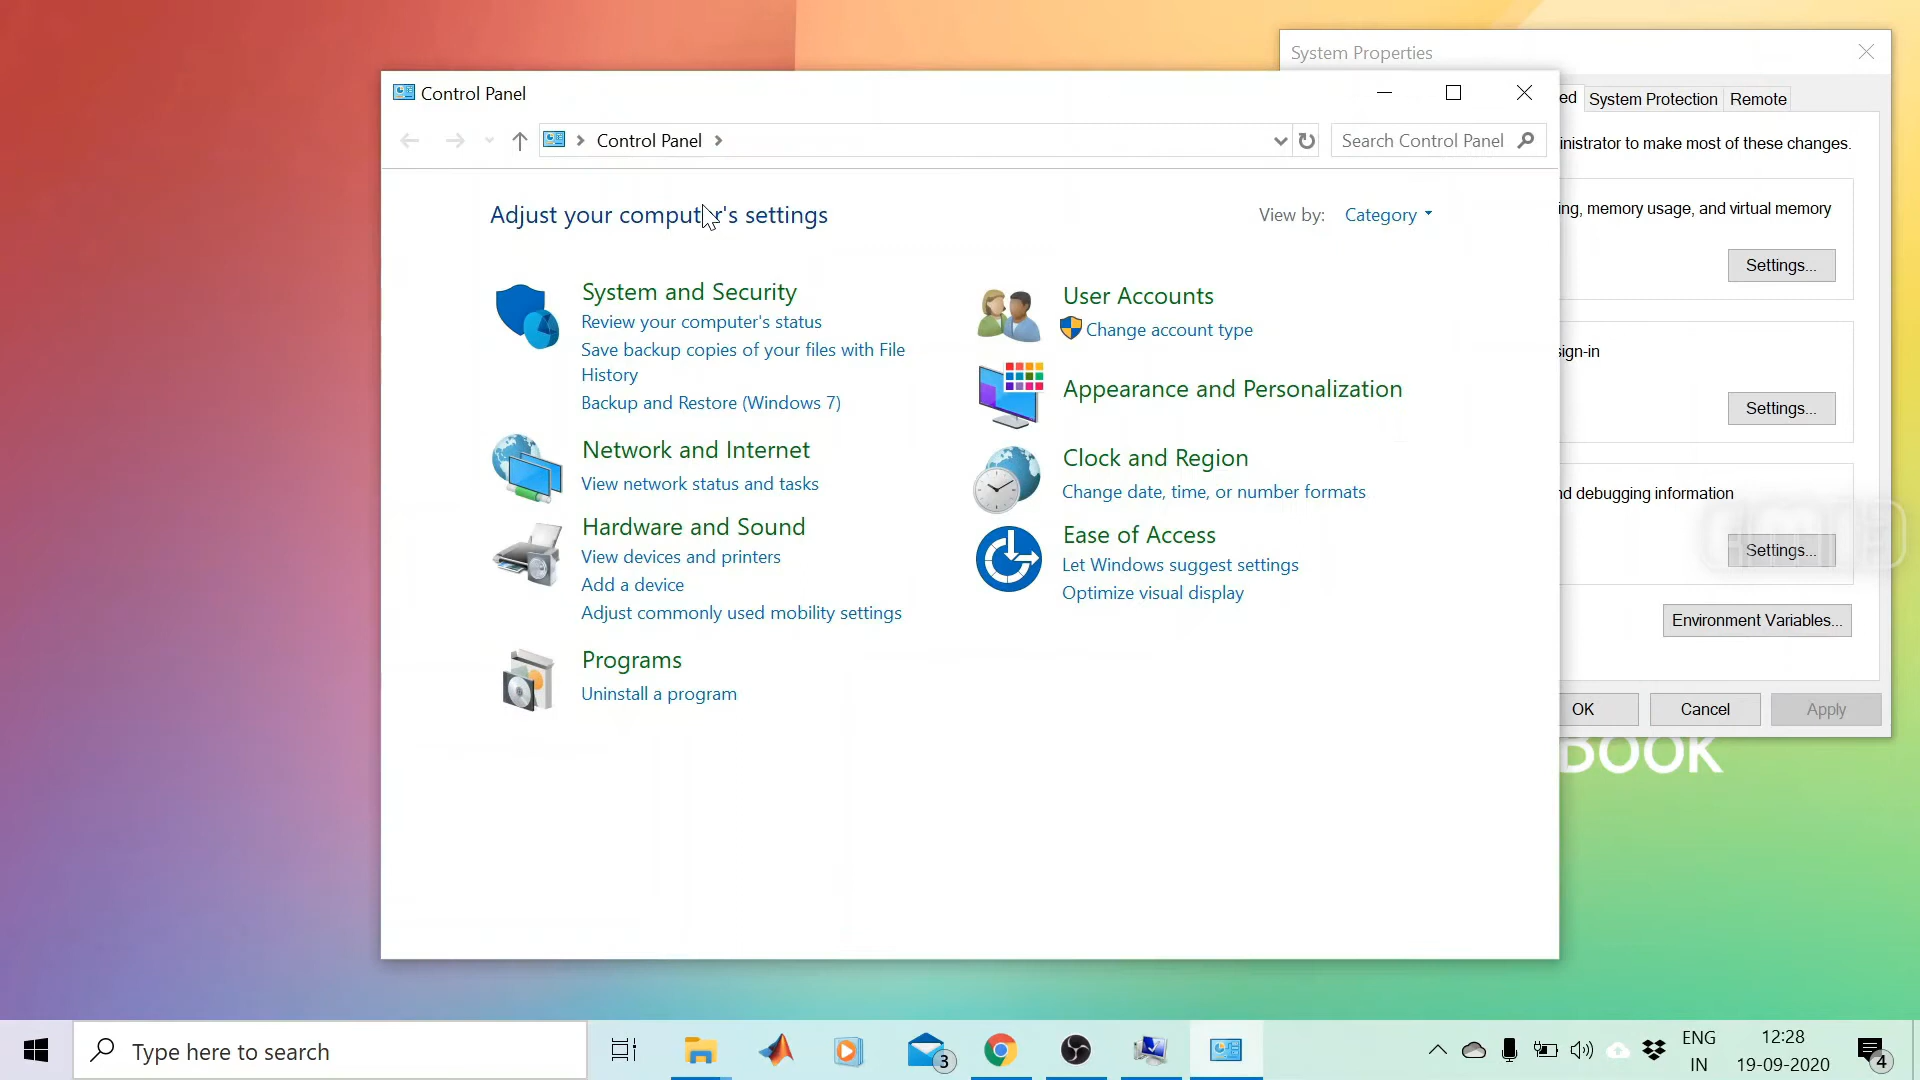 System Properties
Control Panel
ed
System Protection
Remote
Control Panel
Search Control Panel
inistrator to make most of these changes.
Adjust your computer's settings
View by:
Category
ing, memory usage, and virtual memory
Settings...
System and Security
Review your computer's status
Save backup copies of your files with File
History
Backup and Restore (Windows 7)
User Accounts
Change account type
sign-in
Appearance and Personalization
Settings...
Network and Internet
View network status and tasks
Clock and Region
Change date, time, or number formats
nd debugging information
Settings...
Hardware and Sound
View devices and printers
Add a device
Adjust commonly used mobility settings
Ease of Access
Let Windows suggest settings
Optimize visual display
Environment Variables...
Programs
Uninstall a program
OK
Cancel
Apply
BOOK
Type here to search
3
ENG
IN
12:28
19-09-2020
4